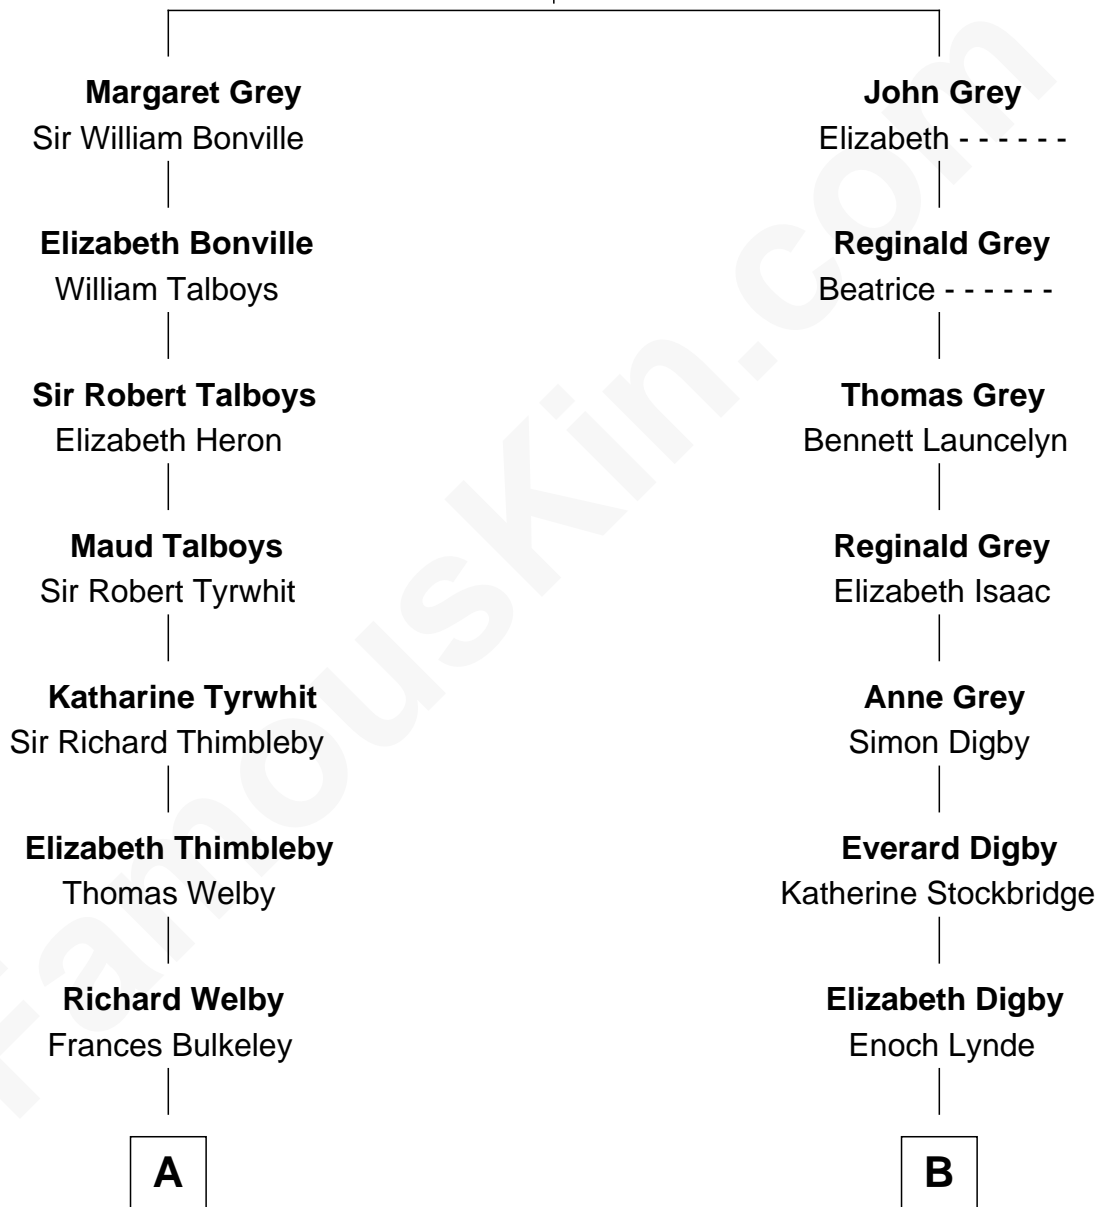 Margaret Grey
Sir William Bonville
Elizabeth Bonville
William Talboys
Sir Robert Talboys
Elizabeth Heron
Maud Talboys
Sir Robert Tyrwhit
Katharine Tyrwhit
Sir Richard Thimbleby
Elizabeth Thimbleby
Thomas Welby
Richard Welby
Frances Bulkeley
A
John Grey
Elizabeth - - - - - -
Reginald Grey
Beatrice - - - - - -
Thomas Grey
Bennett Launcelyn
Reginald Grey
Elizabeth Isaac
Anne Grey
Simon Digby
Everard Digby
Katherine Stockbridge
Elizabeth Digby
Enoch Lynde
B
FamousKin.com